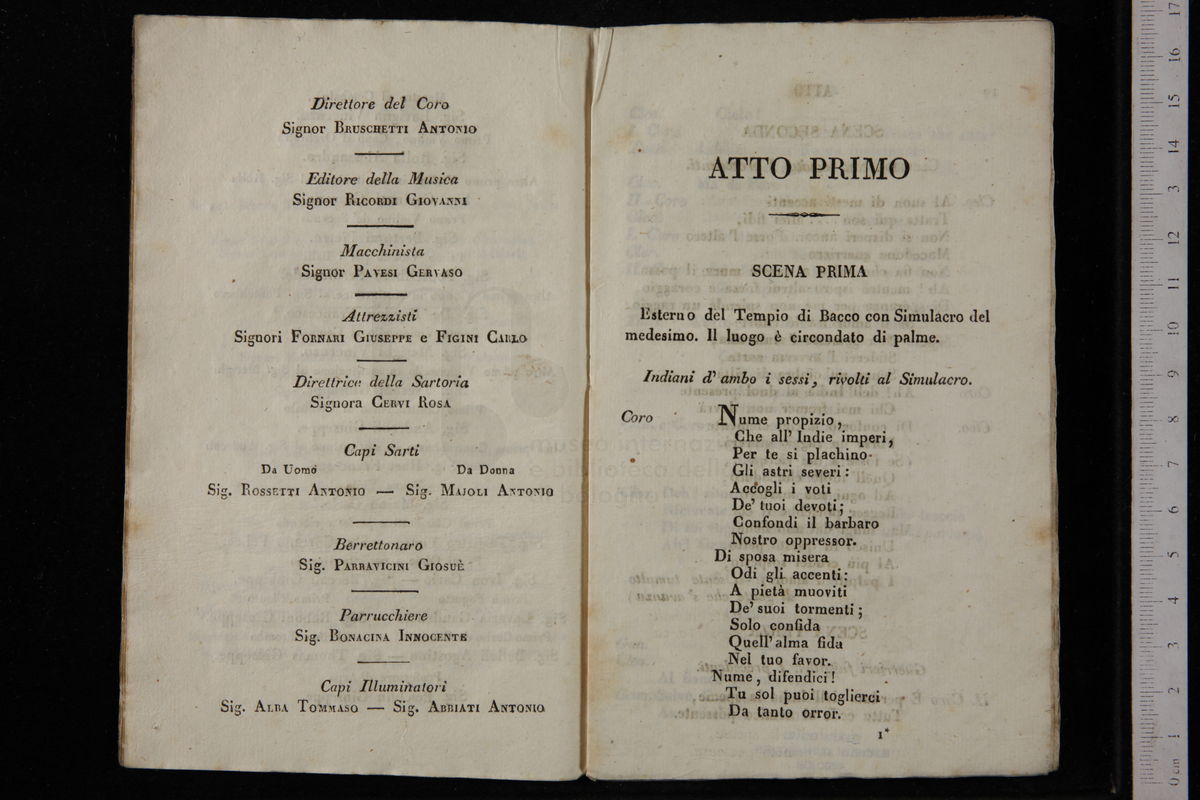 Direttore del Coro
Signor Bruschetti Antonio
Editore della Musica
Signor Ricordi Giovanni
Macchinista
Signor Pavesi Gervaso
Attrezzisti
Signori Fornari Giuseppe e Figini Carlo
Direttrice della Sartoria
Signora Cervi Rosa
Capi Sarti
Da Uomo Da Donna
Sig. Rossetti Antonio — Sig. Majoli Antonio
Berrettonaro
Sig. Parravicini Giosuè
Parrucchiere
Sig. Bonacina Innocente
Capi Illuminatori
Sig. Alba Tommaso — Sig. Abbiati Antonio
ATTO PRIMO
SCENA PRIMA
Esterno del Tempio di Bacco con Simulacro del
medesimo. Il luogo è circondato di palme.
Indiani d' ambo i sessi, rivolti al Simulacro.
Coro Nume propizio,
Che all' Indie imperi,
Per te si plachino
Gli astri severi:
Accogli i voti
De' tuoi devoti;
Confondi il barbaro
Nostro oppressor.
Di sposa misera
Odi gli accenti:
A pietà muoviti
De' suoi tormenti;
Solo confida
Quell' alma fida
Nel tuo favor.
Nume, difendici!
Tu sol puoi toglierci
Da tanto orror.
1*